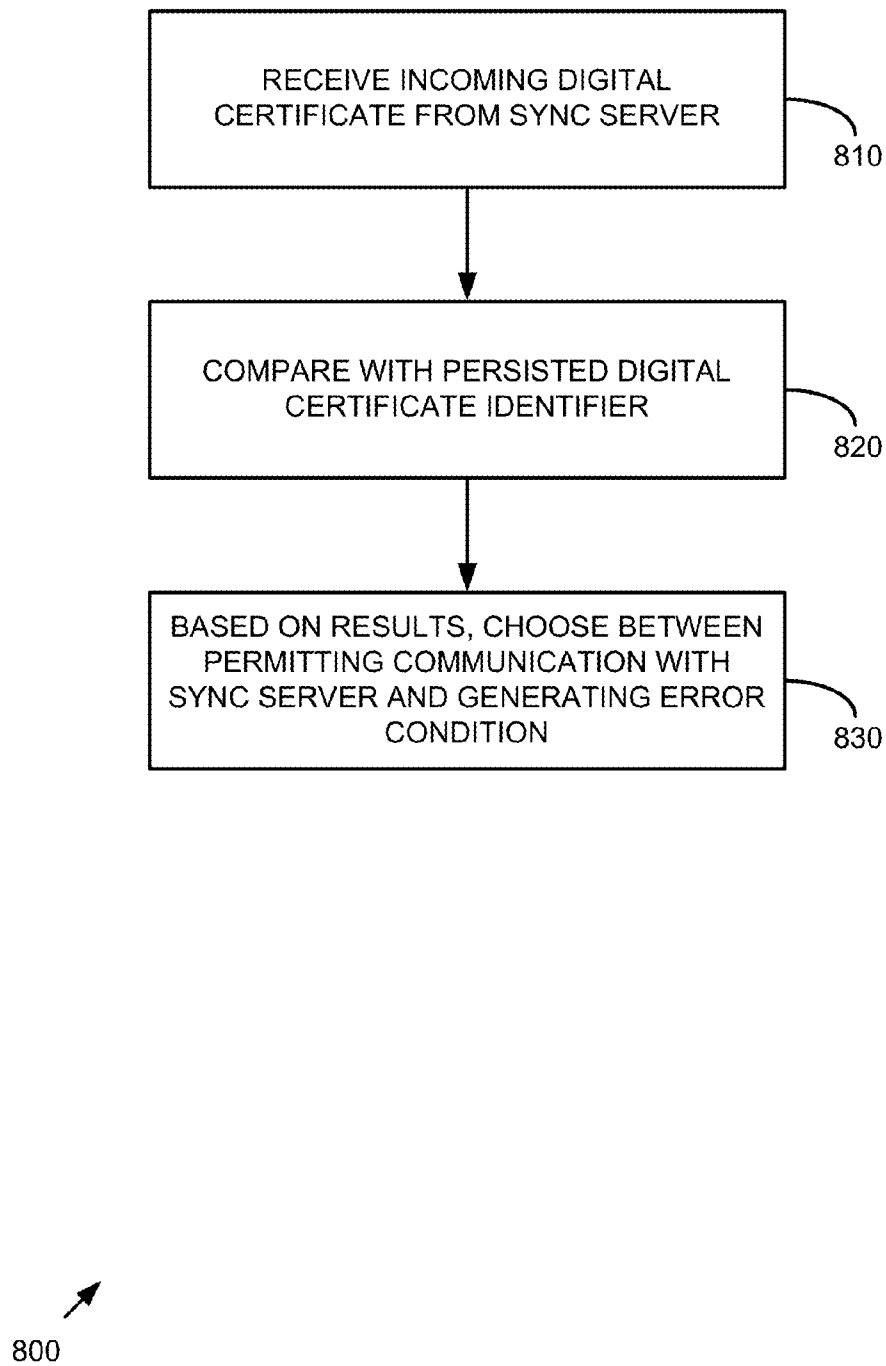 RECEIVE INCOMING DIGITAL
CERTIFICATE FROM SYNC SERVER
810
COMPARE WITH PERSISTED DIGITAL
CERTIFICATE IDENTIFIER
820
BASED ON RESULTS, CHOOSE BETWEEN
PERMITTING COMMUNICATION WITH
SYNC SERVER AND GENERATING ERROR
CONDITION
830
800